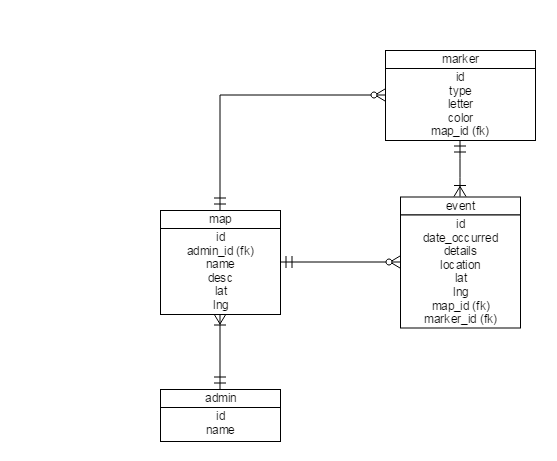 marker
id
type
letter
color
map_id (fk)
map
id
admin_id (fk)
name
desc
lat
lng
event
id
date_occurred
details
location
lat
lng
map_id (fk)
marker_id (fk)
admin
id
name